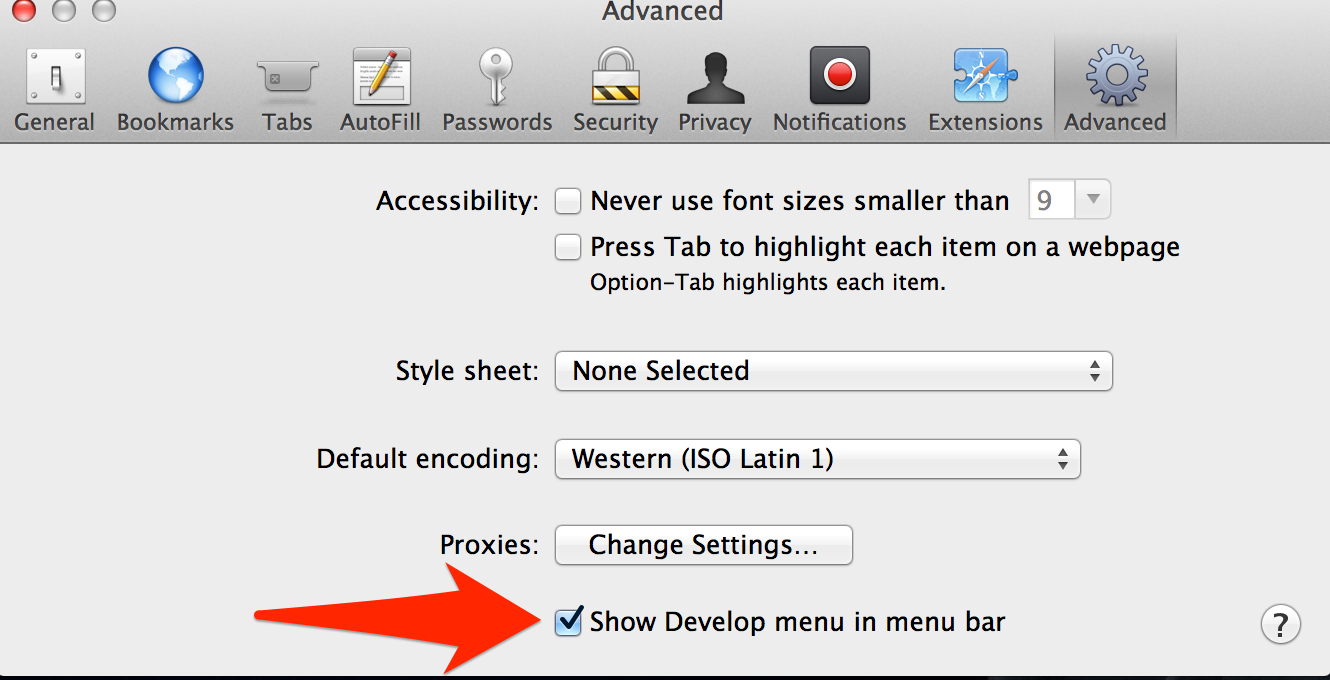 Advanced
General Bookmarks Tabs AutoFill Passwords Security Privacy Notifications Extensions Advanced
Accessibility: Never use font sizes smaller than 9
Press Tab to highlight each item on a webpage
Option-Tab highlights each item.
Style sheet: None Selected
Default encoding: Western (ISO Latin 1)
Proxies: Change Settings...
Show Develop menu in menu bar ?